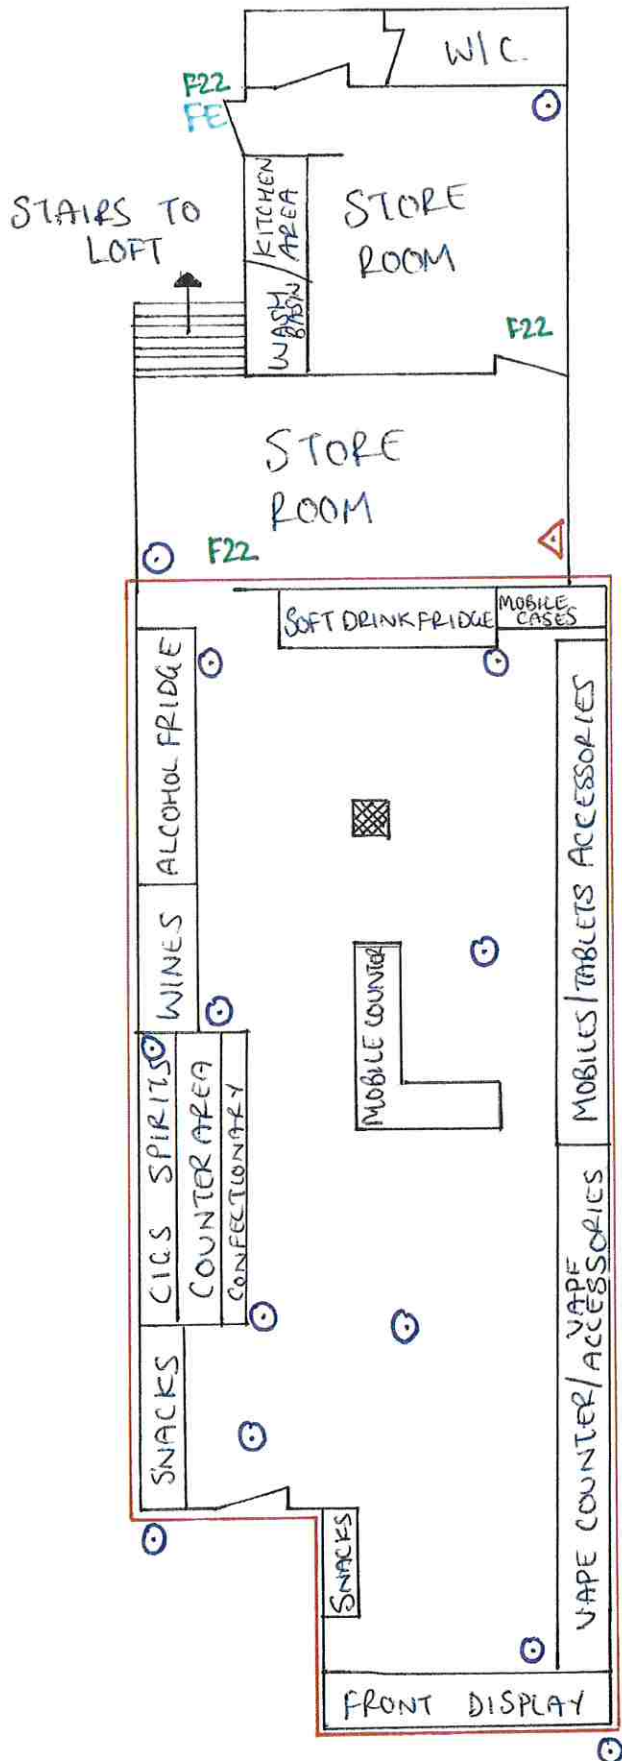 W/C.
F22
FE
STAIRS TO
LOFT
KITCHEN
AREA
WASH
BASIN
STORE
ROOM
F22
STORE
ROOM
F22
SOFT DRINK FRIDGE
MOBILE
CASES
ALCOHOL FRIDGE
WINES
CIGS SPIRITS
COUNTER AREA
CONFECTIONARY
SNACKS
MOBILE COUNTER
MOBILES/TABLETS ACCESSORIES
VAPE COUNTER/VAPE
ACCESSORIES
SNACKS
FRONT DISPLAY